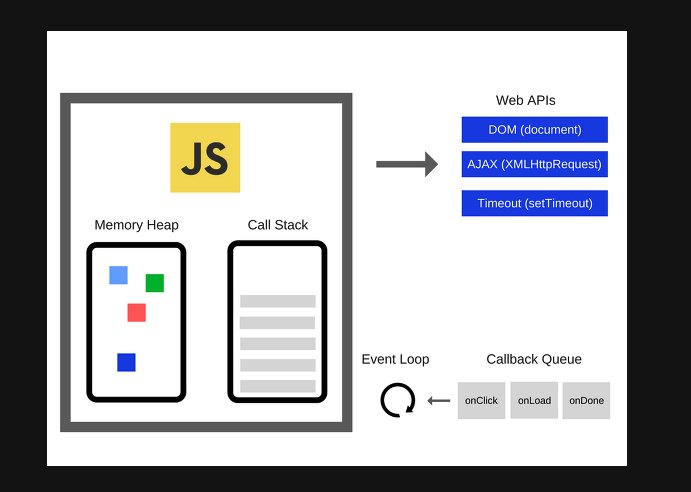 JS
Memory Heap
Call Stack
Web APIs
DOM (document)
AJAX (XMLHttpRequest)
Timeout (setTimeout)
Event Loop
Callback Queue
onClick
onLoad
onDone